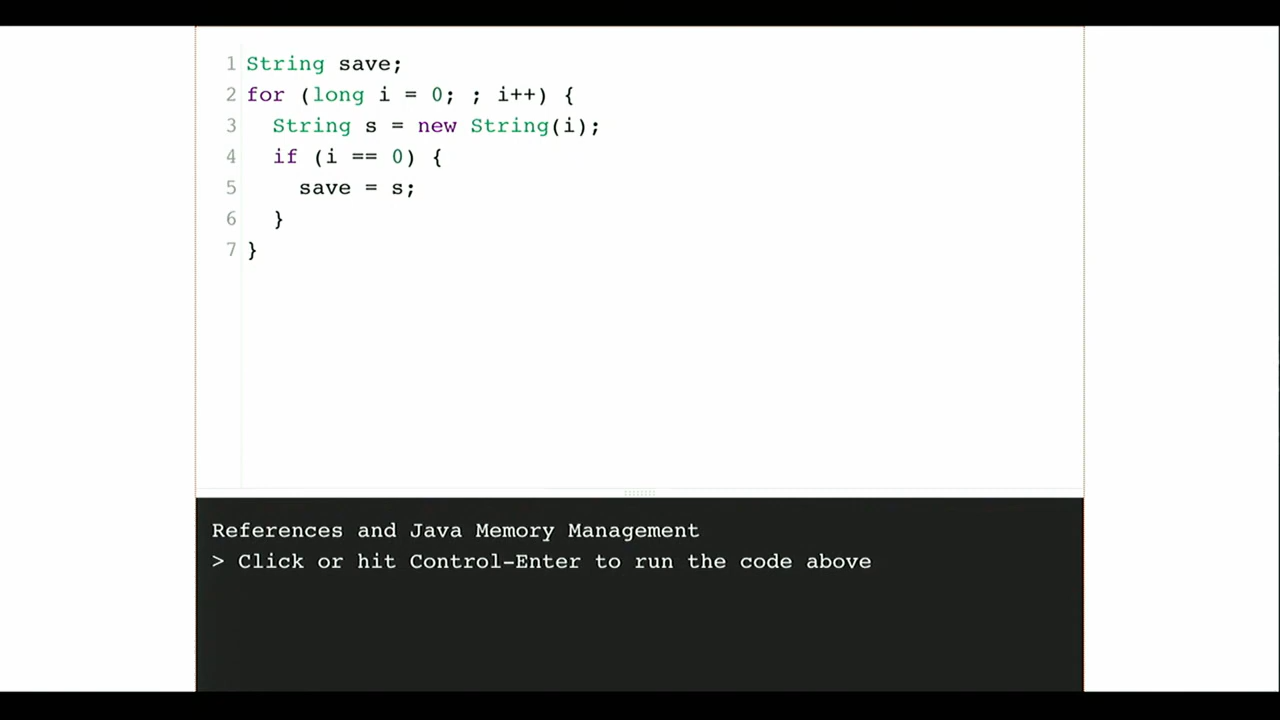 1 String save;
2 for (long i = 0; ; i++) {
3   String s = new String(i);
4   if (i == 0) {
5     save = s;
6   }
7 }
References and Java Memory Management
> Click or hit Control-Enter to run the code above